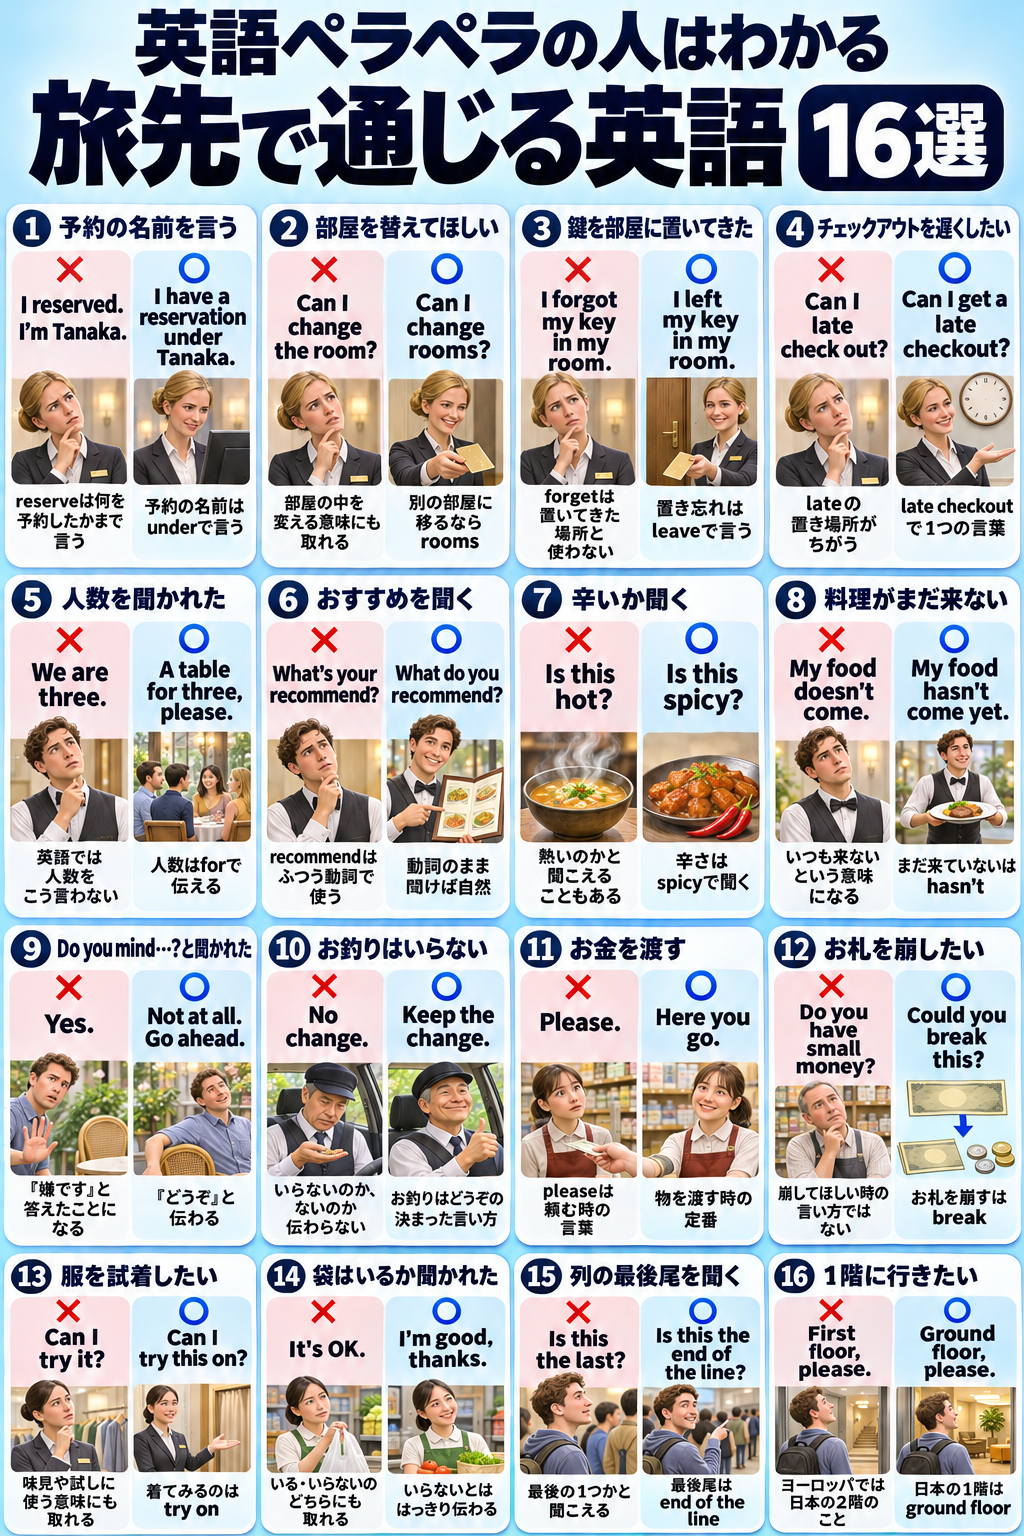 英語ペラペラの人はわかる
旅先で通じる英語 16選
1 予約の名前を言う
I reserved.
I'm Tanaka.
reserveは何を
予約したかまで
言う
I have a
reservation
under
Tanaka.
予約の名前は
underで言う
2 部屋を替えてほしい
Can I
change
the room?
部屋の中を
変える意味にも
取れる
Can I
change
rooms?
別の部屋に
移るなら
rooms
3 鍵を部屋に置いてきた
I forgot
my key
in my
room.
forgetは
置いてきた
場所と
使わない
I left
my key
in my
room.
置き忘れは
leaveで言う
4 チェックアウトを遅くしたい
Can I
late
check out?
lateの
置き場所が
ちがう
Can I get a
late
checkout?
late checkout
で1つの言葉
5 人数を聞かれた
We are
three.
英語では
人数を
こう言わない
A table
for three,
please.
人数はforで
伝える
6 おすすめを聞く
What's your
recommend?
recommendは
ふつう動詞で
使う
What do you
recommend?
動詞のまま
聞けば自然
7 辛いか聞く
Is this
hot?
熱いのかと
聞こえる
こともある
Is this
spicy?
辛さは
spicyで聞く
8 料理がまだ来ない
My food
doesn't
come.
いつも来ない
という意味
になる
My food
hasn't
come yet.
まだ来ていないは
hasn't
9 Do you mind…?と聞かれた
Yes.
『嫌です』と
答えたことに
なる
Not at all.
Go ahead.
『どうぞ』と
伝わる
10 お釣りはいらない
No
change.
いらないのか、
ないのか
伝わらない
Keep the
change.
お釣りはどうぞの
決まった言い方
11 お金を渡す
Please.
pleaseは
頼む時の
言葉
Here you
go.
物を渡す時の
定番
12 お札を崩したい
Do you
have
small
money?
崩してほしい時の
言い方では
ない
Could you
break
this?
お札を崩すは
break
13 服を試着したい
Can I
try it?
味見や試しに
使う意味にも
取れる
Can I
try this on?
着てみるのは
try on
14 袋はいるか聞かれた
It's OK.
いる・いらないの
どちらにも
取れる
I'm good,
thanks.
いらないとは
はっきり伝わる
15 列の最後尾を聞く
Is this
the last?
最後の1つかと
聞こえる
Is this the
end of
the line?
最後尾は
end of the
line
16 1階に行きたい
First
floor,
please.
ヨーロッパでは
日本の2階の
こと
Ground
floor,
please.
日本の1階は
ground floor